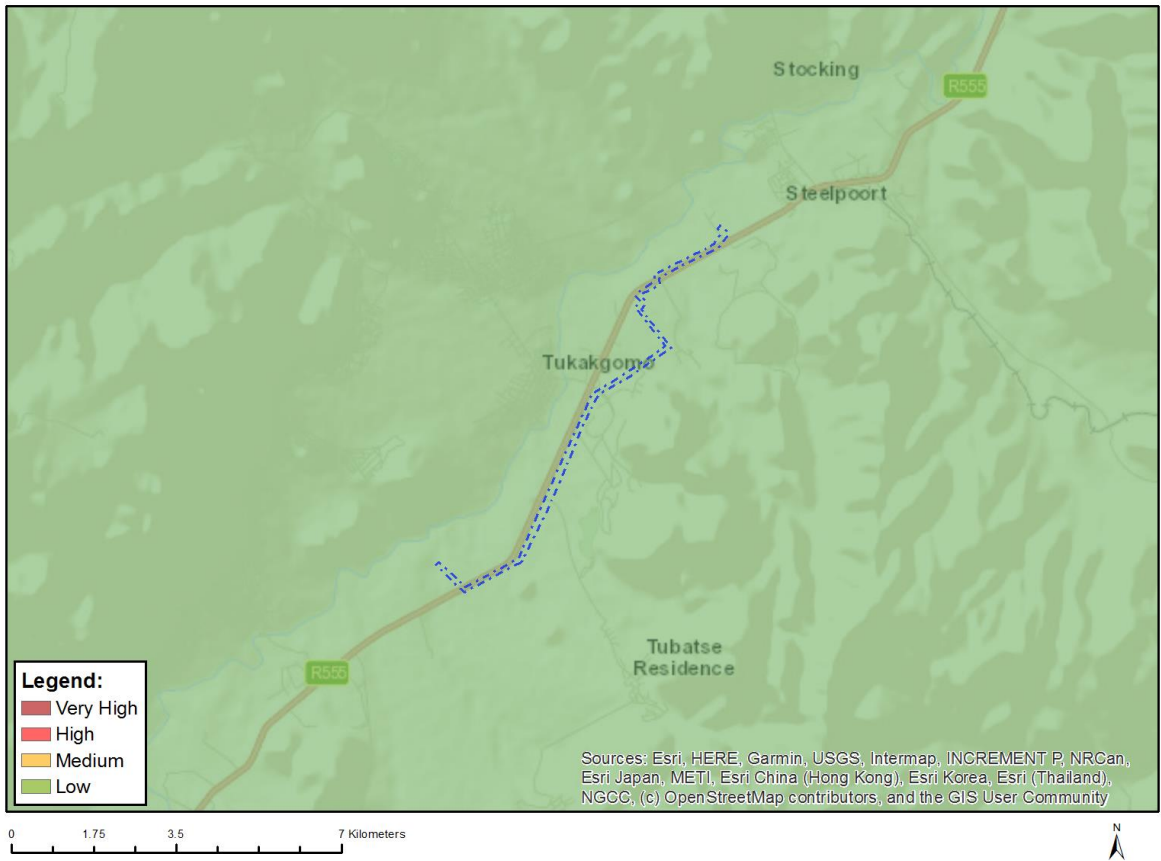 Stocking
R555
Steelpoort
Tukakgomo
Tubatse
Residence
R555
Legend:
Very High
High
Medium
Low
Sources: Esri, HERE, Garmin, USGS, Intermap, INCREMENT P, NRCan,
Esri Japan, METI, Esri China (Hong Kong), Esri Korea, Esri (Thailand),
NGCC, (c) OpenStreetMap contributors, and the GIS User Community
0 1.75 3.5 7 Kilometers
N